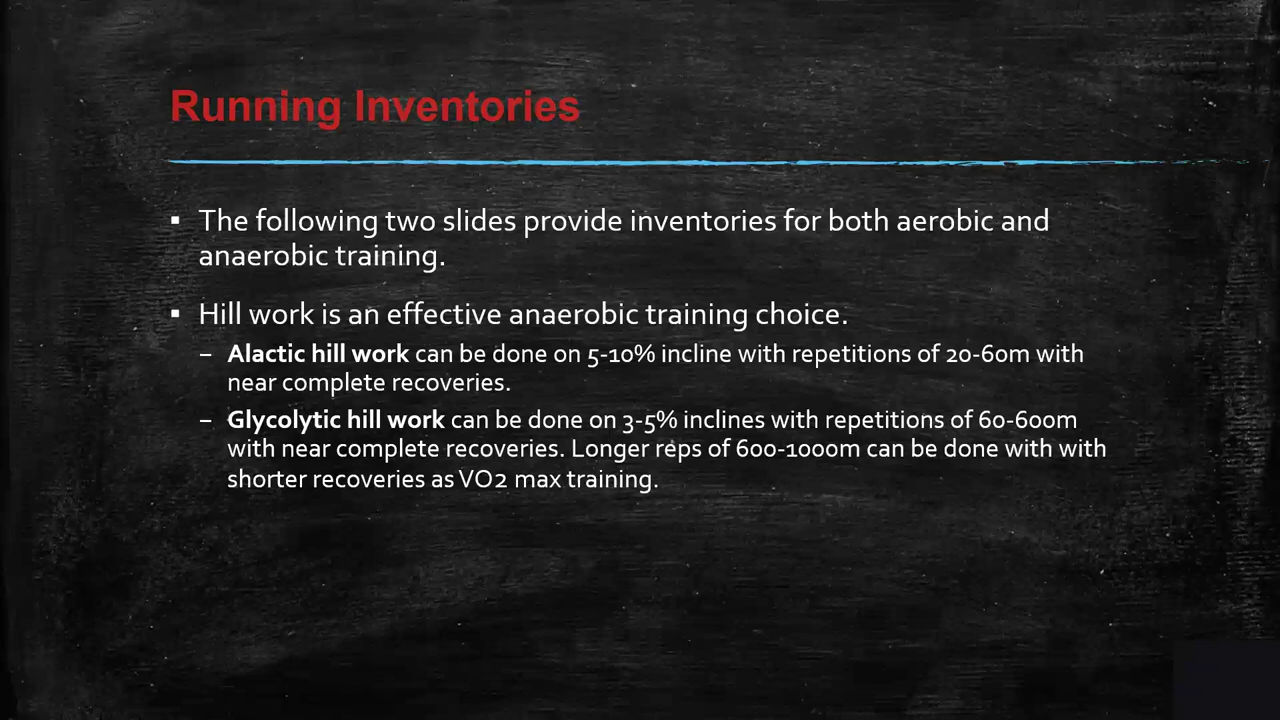 Running Inventories
▪ The following two slides provide inventories for both aerobic and
anaerobic training.
▪ Hill work is an effective anaerobic training choice.
– Alactic hill work can be done on 5-10% incline with repetitions of 20-60m with
near complete recoveries.
– Glycolytic hill work can be done on 3-5% inclines with repetitions of 60-600m
with near complete recoveries. Longer reps of 600-1000m can be done with with
shorter recoveries as VO2 max training.